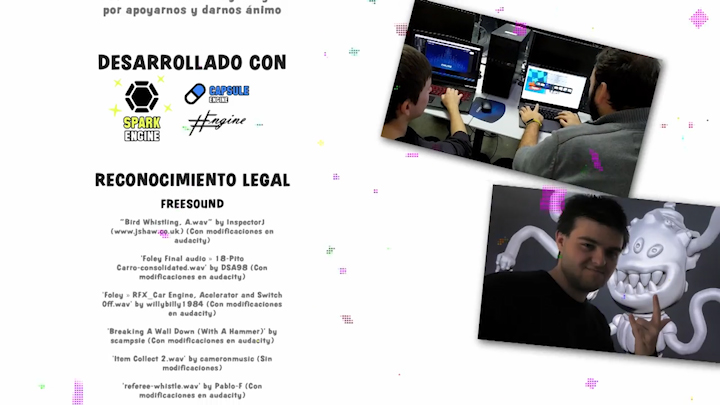 por apoyarnos y darnos ánimo
DESARROLLADO CON
SPARK
ENGINE
CAPSULE
ENGINE
Engine
RECONOCIMIENTO LEGAL
FREESOUND
"Bird Whistling, A.wav" by InspectorJ
(www.jshaw.co.uk) (Con modificaciones en
audacity)
'Foley Final audio » 18-Pito
Carro-consolidated.wav' by DSA98 (Con
modificaciones en audacity)
'Foley » RFX_Car Engine, Acelerator and Switch
Off.wav' by willybilly1984 (Con modificaciones
en audacity)
'Breaking A Wall Down (With A Hammer)' by
scampsie (Con modificaciones en audacity)
'Item Collect 2.wav' by cameronmusic (Sin
modificaciones)
'referee-whistle.wav' by Pablo-F (Con
modificaciones en audacity)